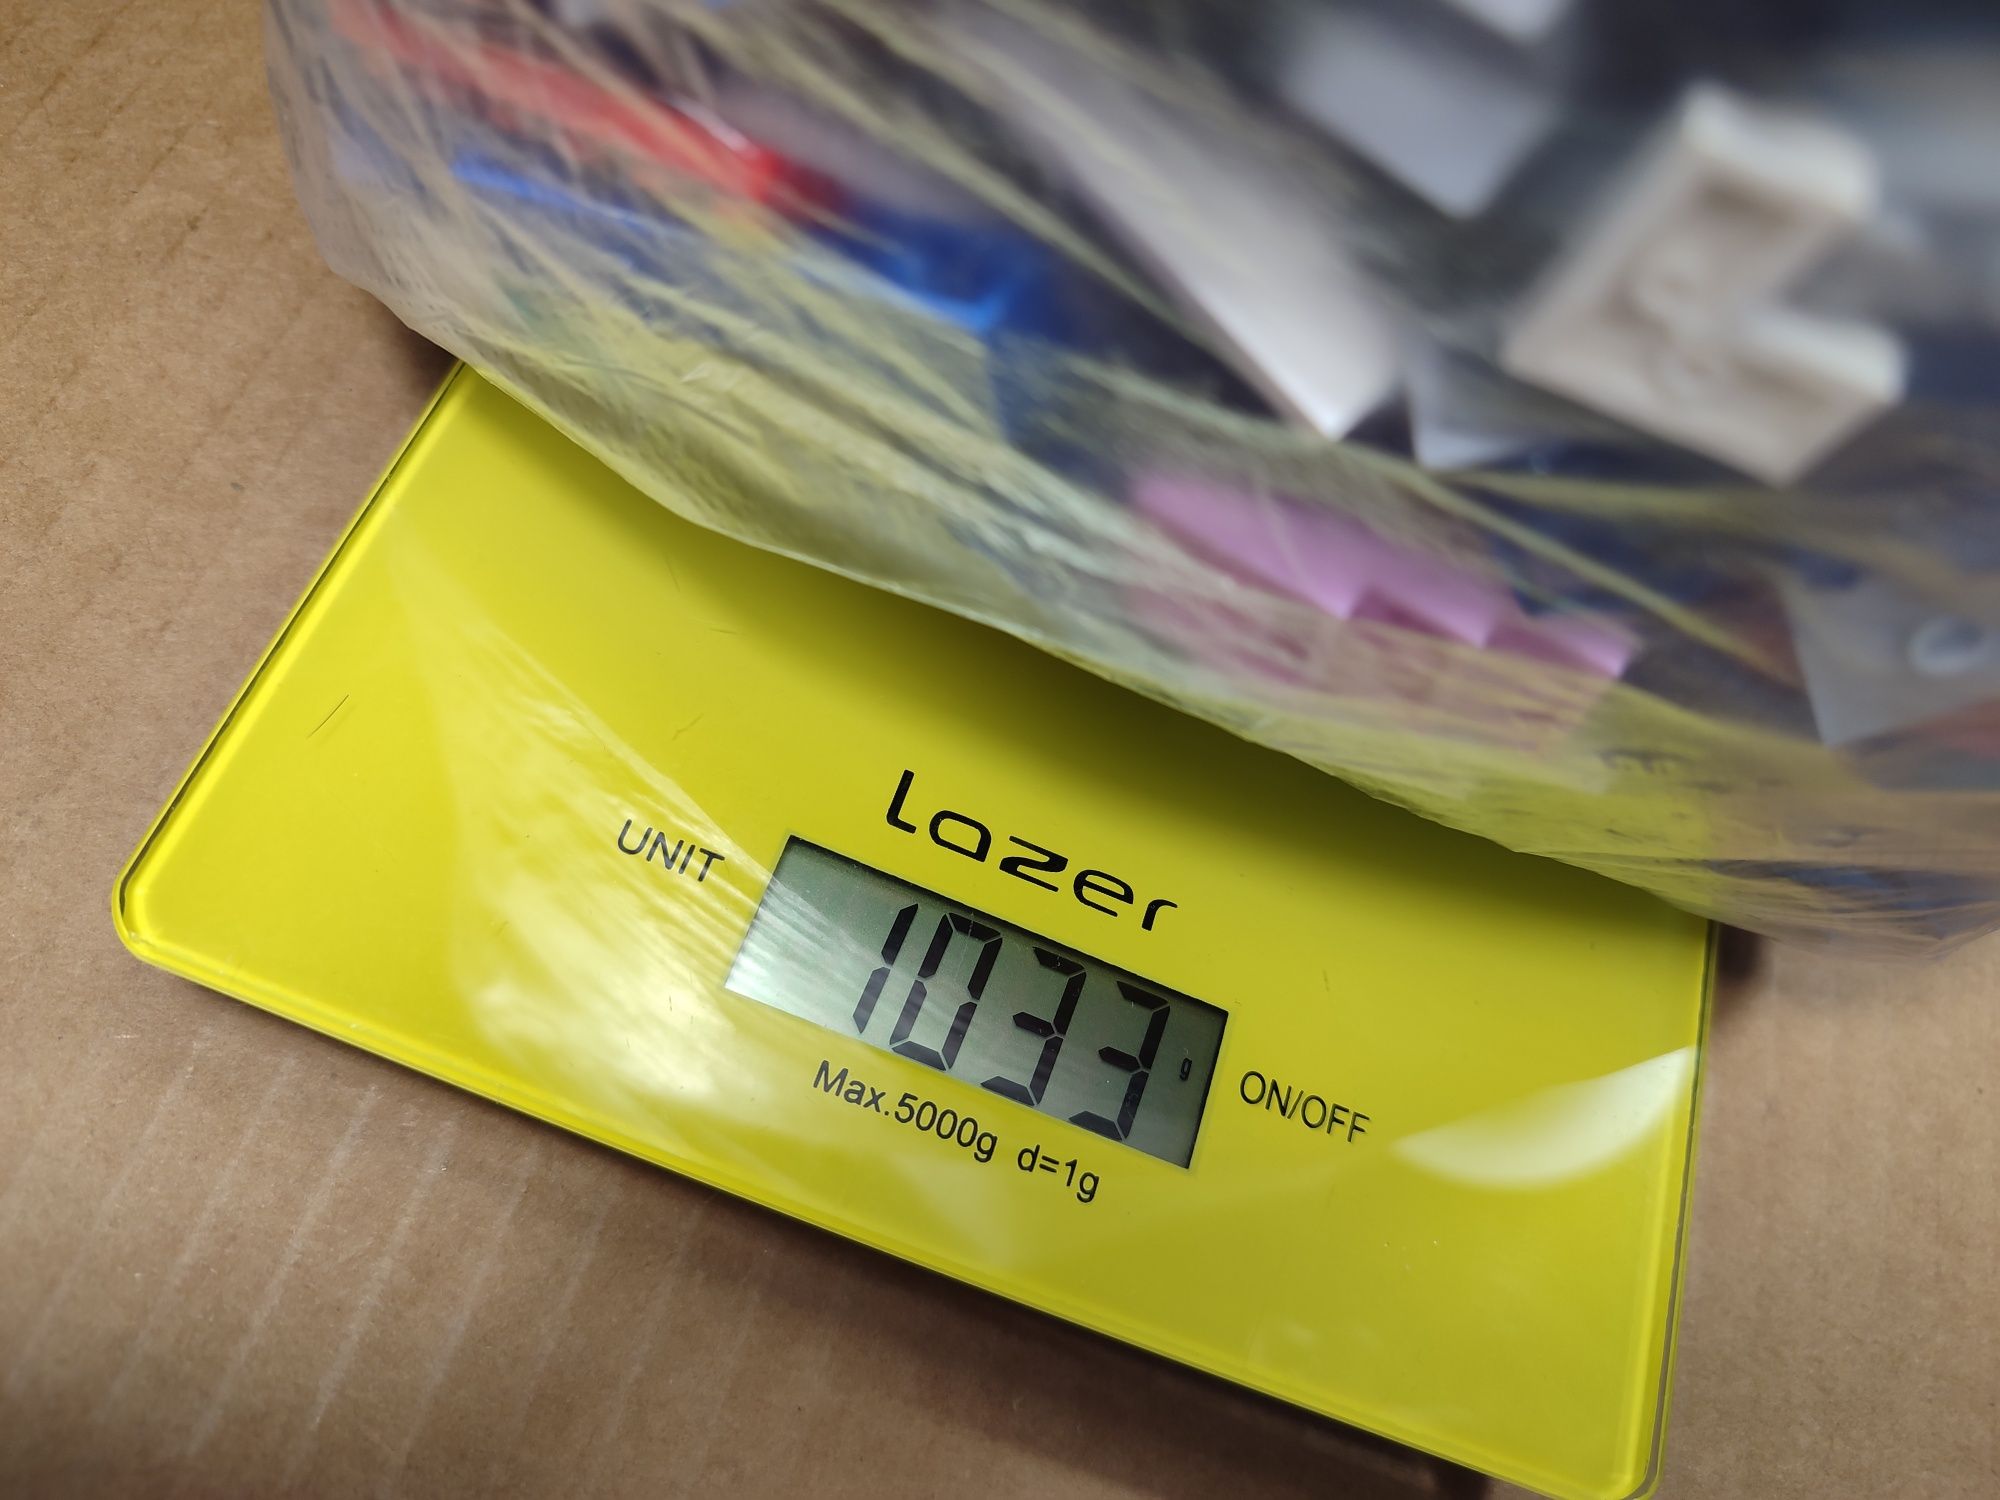 Lazer
UNIT
1033 g
ON/OFF
Max.5000g d=1g